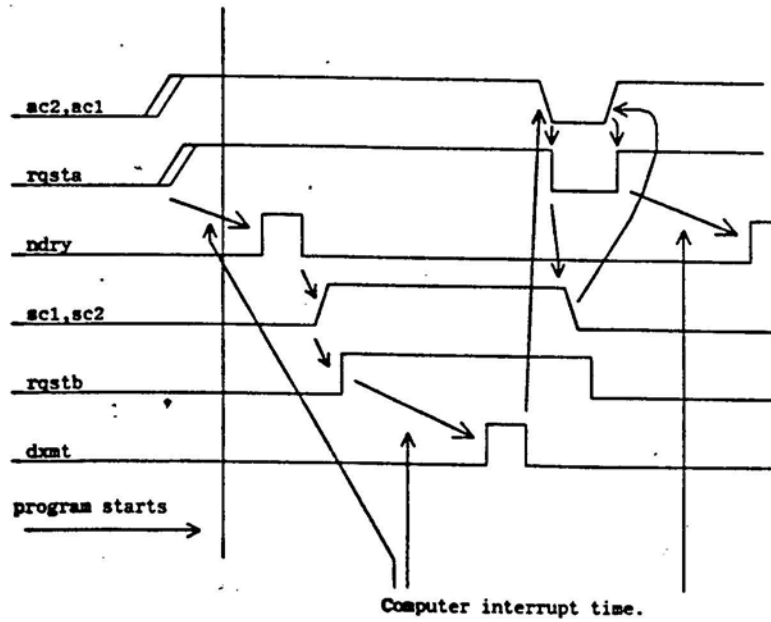 ac2,ac1
rqsta
ndry
sc1,sc2
rqstb
dxmt
program starts
Computer interrupt time.